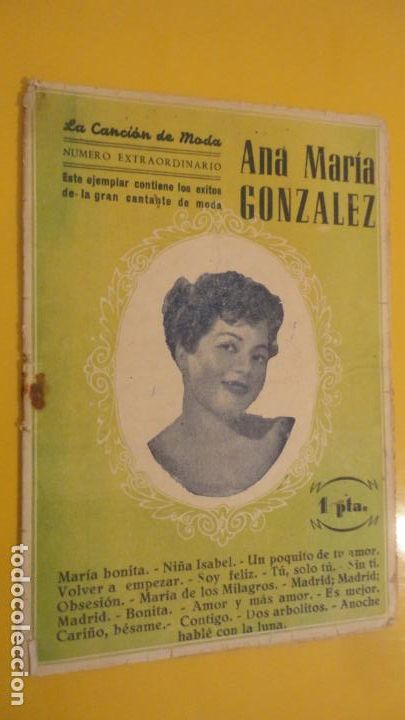 La Canción de Moda
NUMERO EXTRAORDINARIO
Este ejemplar contiene los exitos
de la gran cantante de moda
Ana María
GONZALEZ
1 pta.
María bonita. - Niña Isabel. - Un poquito de tu amor.
Volver a empezar. - Soy feliz. - Tú, solo tú. - Sin ti.
Obsesión. - Maria de los Milagros. - Madrid; Madrid;
Madrid. - Bonita. - Amor y más amor. - Es mejor.
Cariño, bésame. - Contigo. - Dos arbolitos. - Anoche
hablé con la luna.
todocoleccion.net